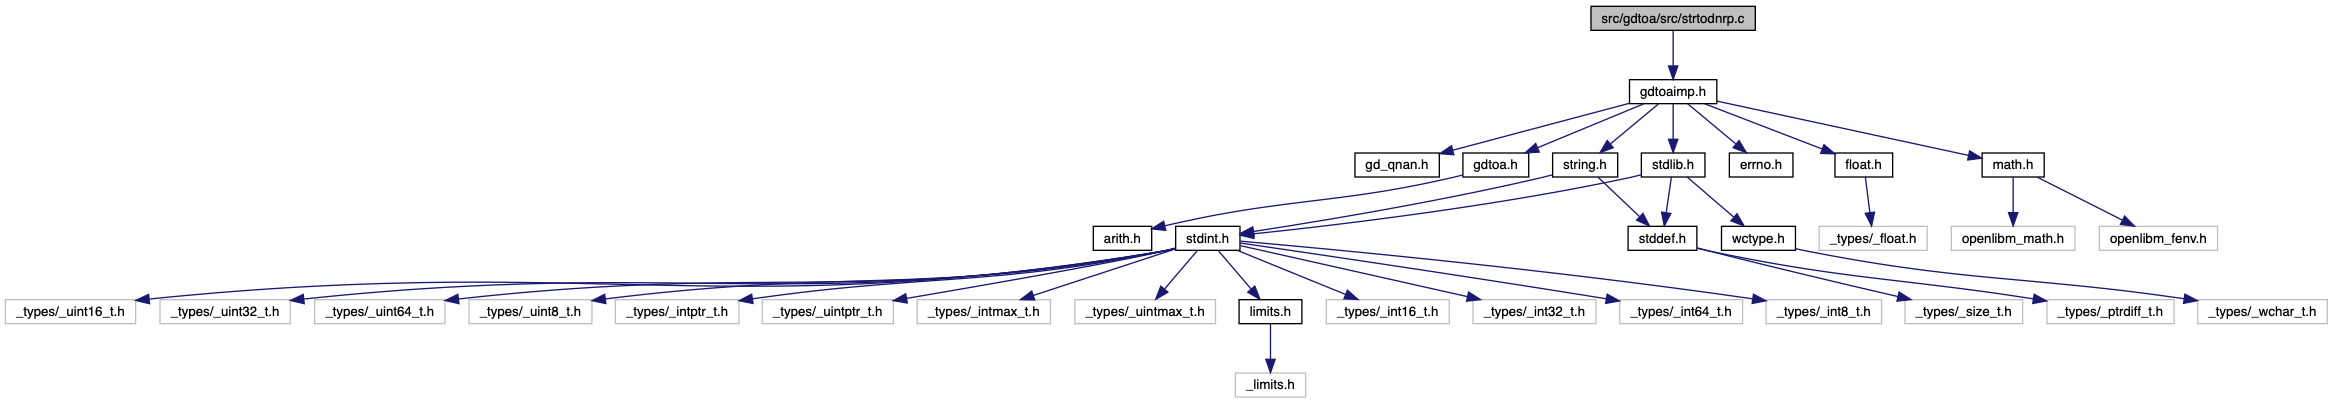 src/gdtoa/src/strtodnrp.c
gdtoaimp.h
gd_qnan.h
gdtoa.h
string.h
stdlib.h
errno.h
float.h
math.h
arith.h
stdint.h
stddef.h
wctype.h
_types/_float.h
openlibm_math.h
openlibm_fenv.h
_types/_uint16_t.h
_types/_uint32_t.h
_types/_uint64_t.h
_types/_uint8_t.h
_types/_intptr_t.h
_types/_uintptr_t.h
_types/_intmax_t.h
_types/_uintmax_t.h
limits.h
_types/_int16_t.h
_types/_int32_t.h
_types/_int64_t.h
_types/_int8_t.h
_types/_size_t.h
_types/_ptrdiff_t.h
_types/_wchar_t.h
_limits.h